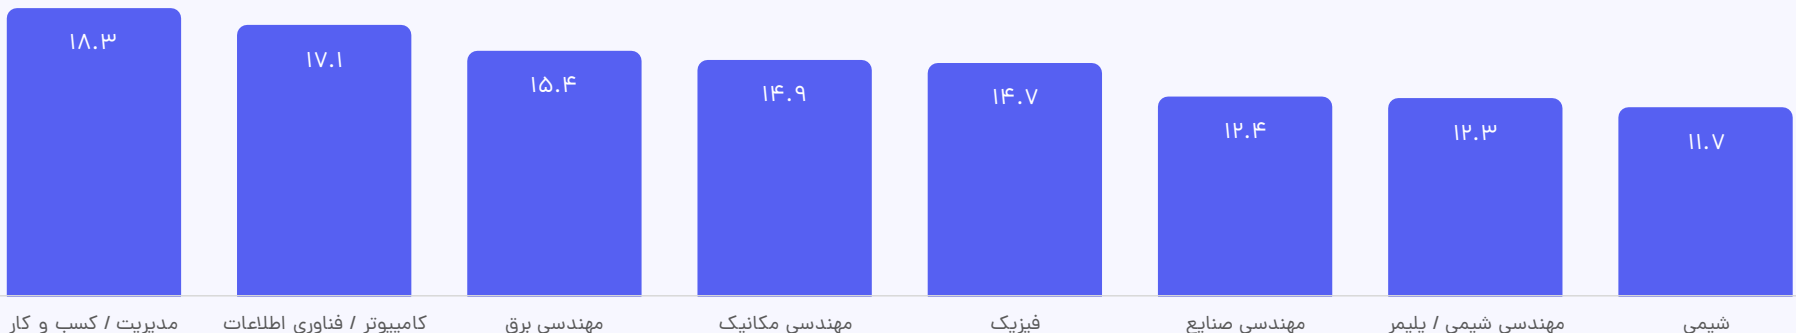 ۱۸.۳
۱۷.۱
۱۵.۴
۱۴.۹
۱۴.۷
۱۲.۴
۱۲.۳
۱۱.۷
مدیریت / کسب و کار
کامپیوتر / فناوری اطلاعات
مهندسی برق
مهندسی مکانیک
فیزیک
مهندسی صنایع
مهندسی شیمی / پلیمر
شیمی